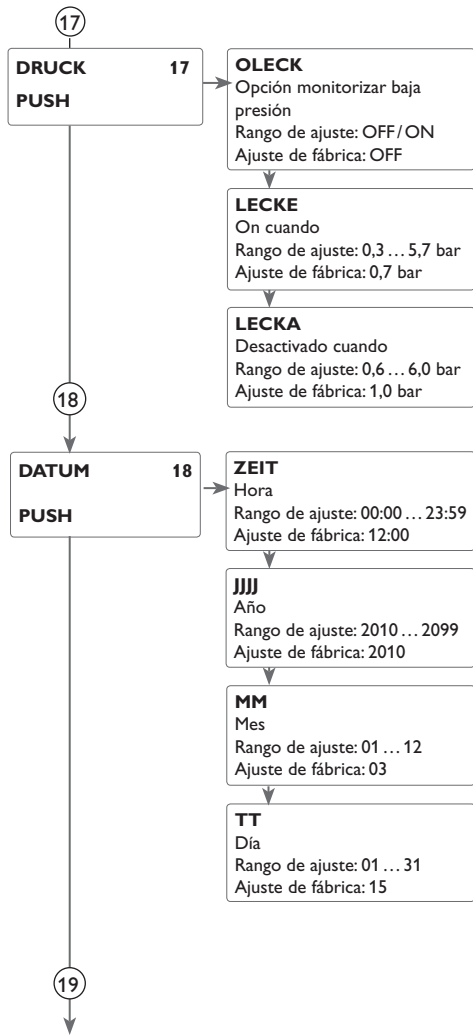 17
DRUCK 17
PUSH
OLECK
Opción monitorizar baja
presión
Rango de ajuste: OFF/ON
Ajuste de fábrica: OFF
LECKE
On cuando
Rango de ajuste: 0,3 … 5,7 bar
Ajuste de fábrica: 0,7 bar
LECKA
Desactivado cuando
Rango de ajuste: 0,6 … 6,0 bar
Ajuste de fábrica: 1,0 bar
18
DATUM 18
PUSH
ZEIT
Hora
Rango de ajuste: 00:00 … 23:59
Ajuste de fábrica: 12:00
JJJJ
Año
Rango de ajuste: 2010 … 2099
Ajuste de fábrica: 2010
MM
Mes
Rango de ajuste: 01 … 12
Ajuste de fábrica: 03
TT
Día
Rango de ajuste: 01 … 31
Ajuste de fábrica: 15
19